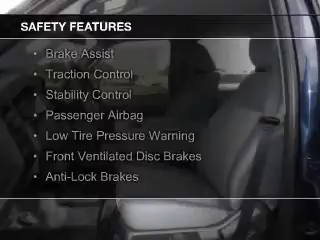 SAFETY FEATURES
• Brake Assist
• Traction Control
• Stability Control
• Passenger Airbag
• Low Tire Pressure Warning
• Front Ventilated Disc Brakes
• Anti-Lock Brakes